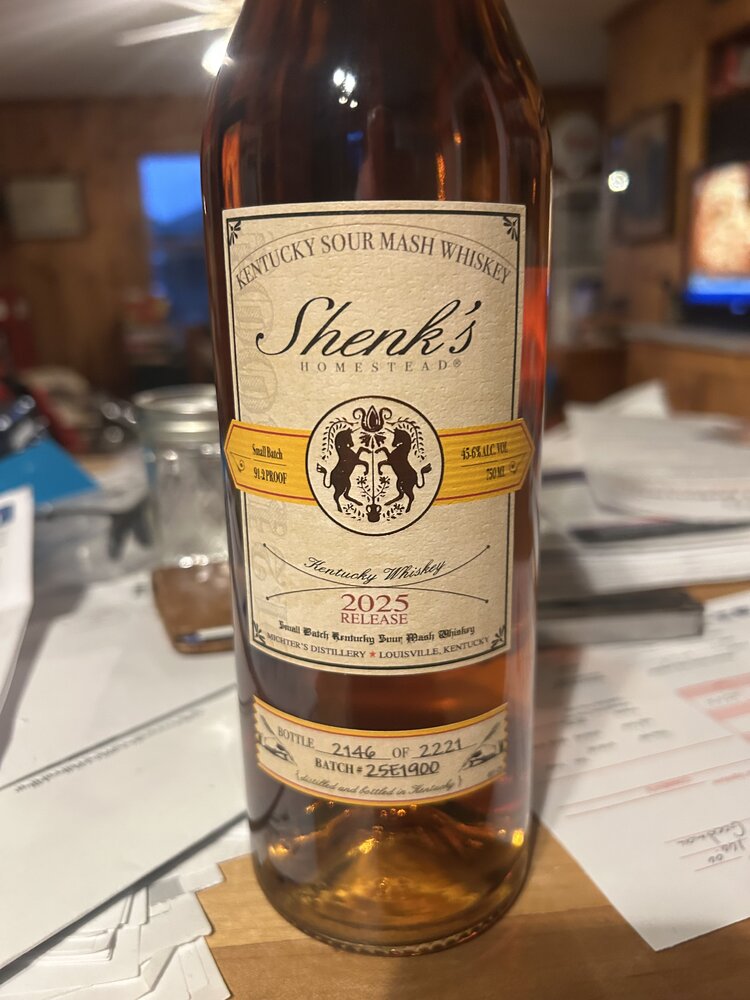 KENTUCKY SOUR MASH WHISKEY
Shenk's
HOMESTEAD®
Small Batch
91.2 PROOF
45.6% ALC. VOL.
750 ML
Kentucky Whiskey
2025
RELEASE
Small Batch Kentucky Sour Mash Whiskey
MICHTER'S DISTILLERY ★ LOUISVILLE, KENTUCKY
BOTTLE 2146 OF 2221
BATCH # 25E1900
(distilled and bottled in Kentucky)